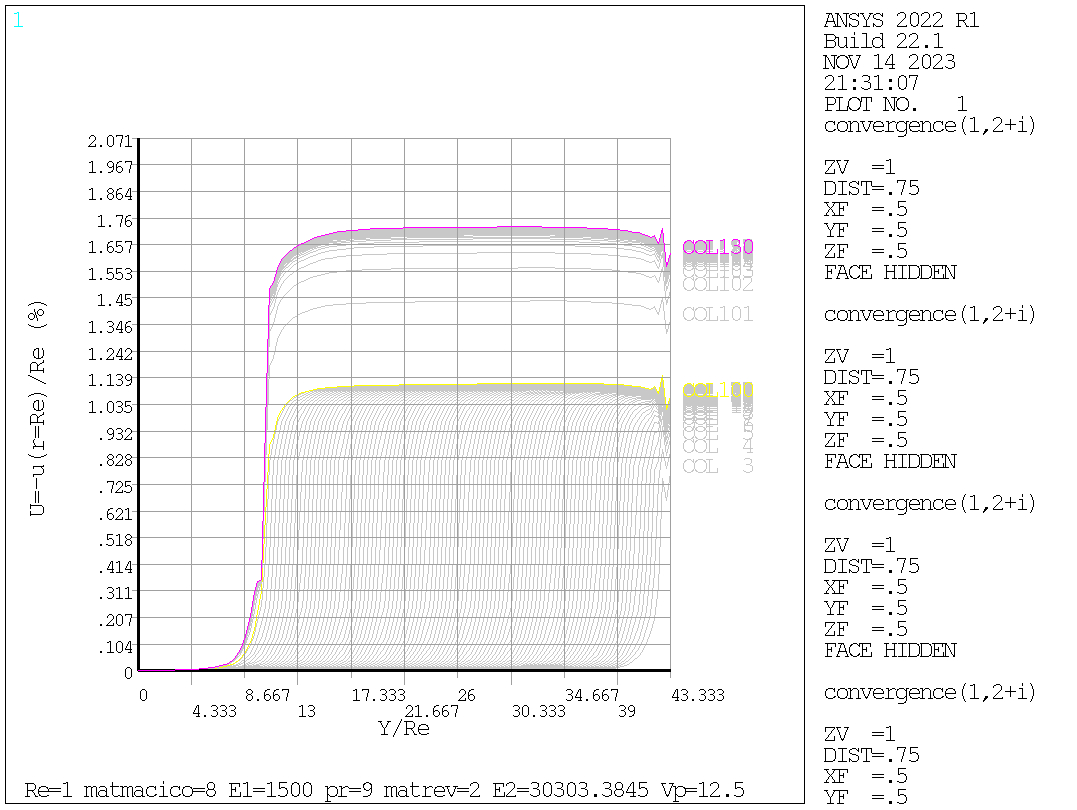 1
ANSYS 2022 R1
Build 22.1
NOV 14 2023
21:31:07
PLOT NO. 1
convergence(1,2+i)
ZV =1
DIST=.75
XF =.5
YF =.5
ZF =.5
FACE HIDDEN
convergence(1,2+i)
ZV =1
DIST=.75
XF =.5
YF =.5
ZF =.5
FACE HIDDEN
convergence(1,2+i)
ZV =1
DIST=.75
XF =.5
YF =.5
ZF =.5
FACE HIDDEN
convergence(1,2+i)
ZV =1
DIST=.75
XF =.5
YF =.5
U=-u(r=Re)/Re (%)
2.071
1.967
1.864
1.76
1.657
1.553
1.45
1.346
1.242
1.139
1.035
.932
.828
.725
.621
.518
.414
.311
.207
.104
0
COL130
COL102
COL101
COL100
COL 4
COL 3
0 8.667 17.333 26 34.667 43.333
4.333 13 21.667 30.333 39
Y/Re
Re=1 matmacico=8 E1=1500 pr=9 matrev=2 E2=30303.3845 Vp=12.5